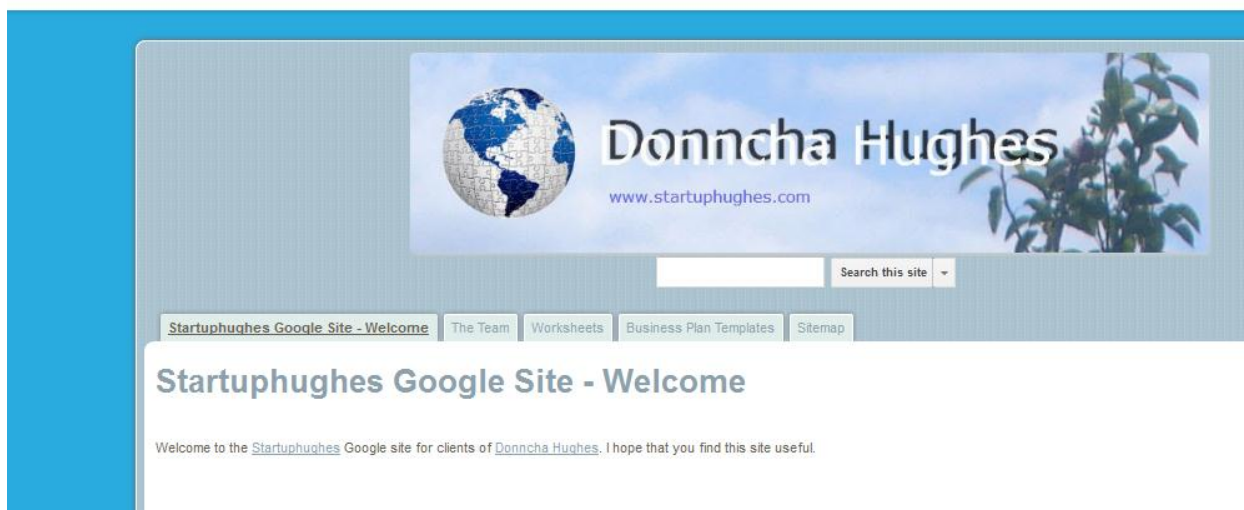 Donncha Hughes
www.startuphughes.com
Search this site
Startuphughes Google Site - Welcome
The Team
Worksheets
Business Plan Templates
Sitemap
Startuphughes Google Site - Welcome
Welcome to the Startuphughes Google site for clients of Donncha Hughes. I hope that you find this site useful.